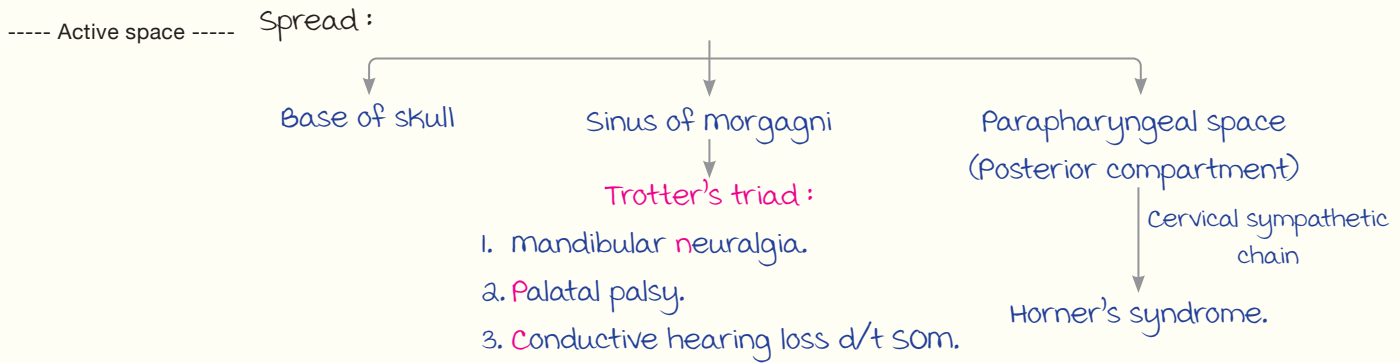 ----- Active space -----
Spread :
Base of skull
Sinus of morgagni
Trotter's triad :
1. mandibular neuralgia.
2. Palatal palsy.
3. Conductive hearing loss d/t SOM.
Parapharyngeal space
(Posterior compartment)
Cervical sympathetic
chain
Horner's syndrome.